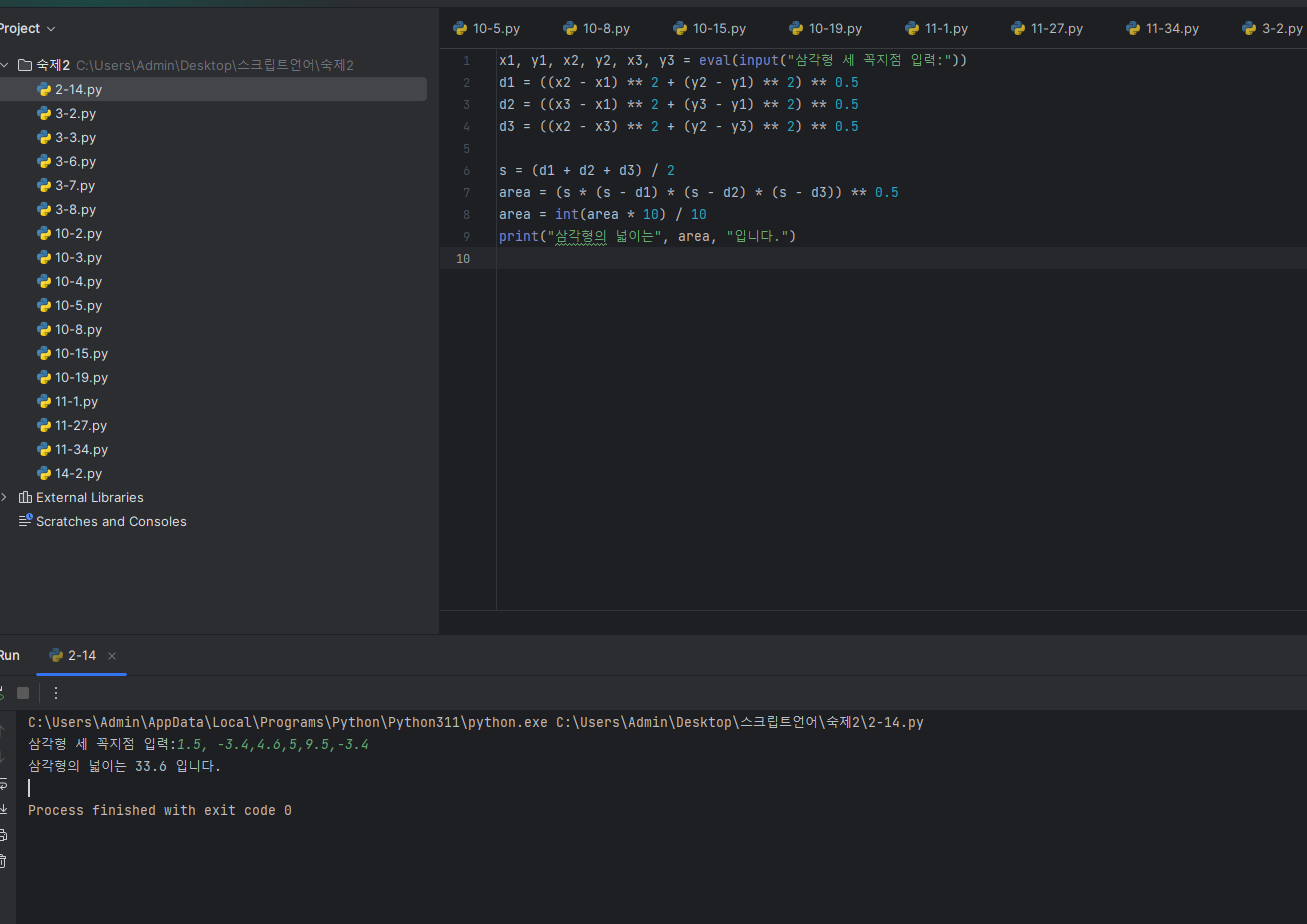 Project
숙제2 C:\Users\Admin\Desktop\스크립트언어\숙제2
2-14.py
3-2.py
3-3.py
3-6.py
3-7.py
3-8.py
10-2.py
10-3.py
10-4.py
10-5.py
10-8.py
10-15.py
10-19.py
11-1.py
11-27.py
11-34.py
14-2.py
External Libraries
Scratches and Consoles
10-5.py 10-8.py 10-15.py 10-19.py 11-1.py 11-27.py 11-34.py 3-2.py
1 x1, y1, x2, y2, x3, y3 = eval(input("삼각형 세 꼭지점 입력:"))
2 d1 = ((x2 - x1) ** 2 + (y2 - y1) ** 2) ** 0.5
3 d2 = ((x3 - x1) ** 2 + (y3 - y1) ** 2) ** 0.5
4 d3 = ((x2 - x3) ** 2 + (y2 - y3) ** 2) ** 0.5
5
6 s = (d1 + d2 + d3) / 2
7 area = (s * (s - d1) * (s - d2) * (s - d3)) ** 0.5
8 area = int(area * 10) / 10
9 print("삼각형의 넓이는", area, "입니다.")
10
Run 2-14
C:\Users\Admin\AppData\Local\Programs\Python\Python311\python.exe C:\Users\Admin\Desktop\스크립트언어\숙제2\2-14.py
삼각형 세 꼭지점 입력:1.5, -3.4,4.6,5,9.5,-3.4
삼각형의 넓이는 33.6 입니다.
Process finished with exit code 0